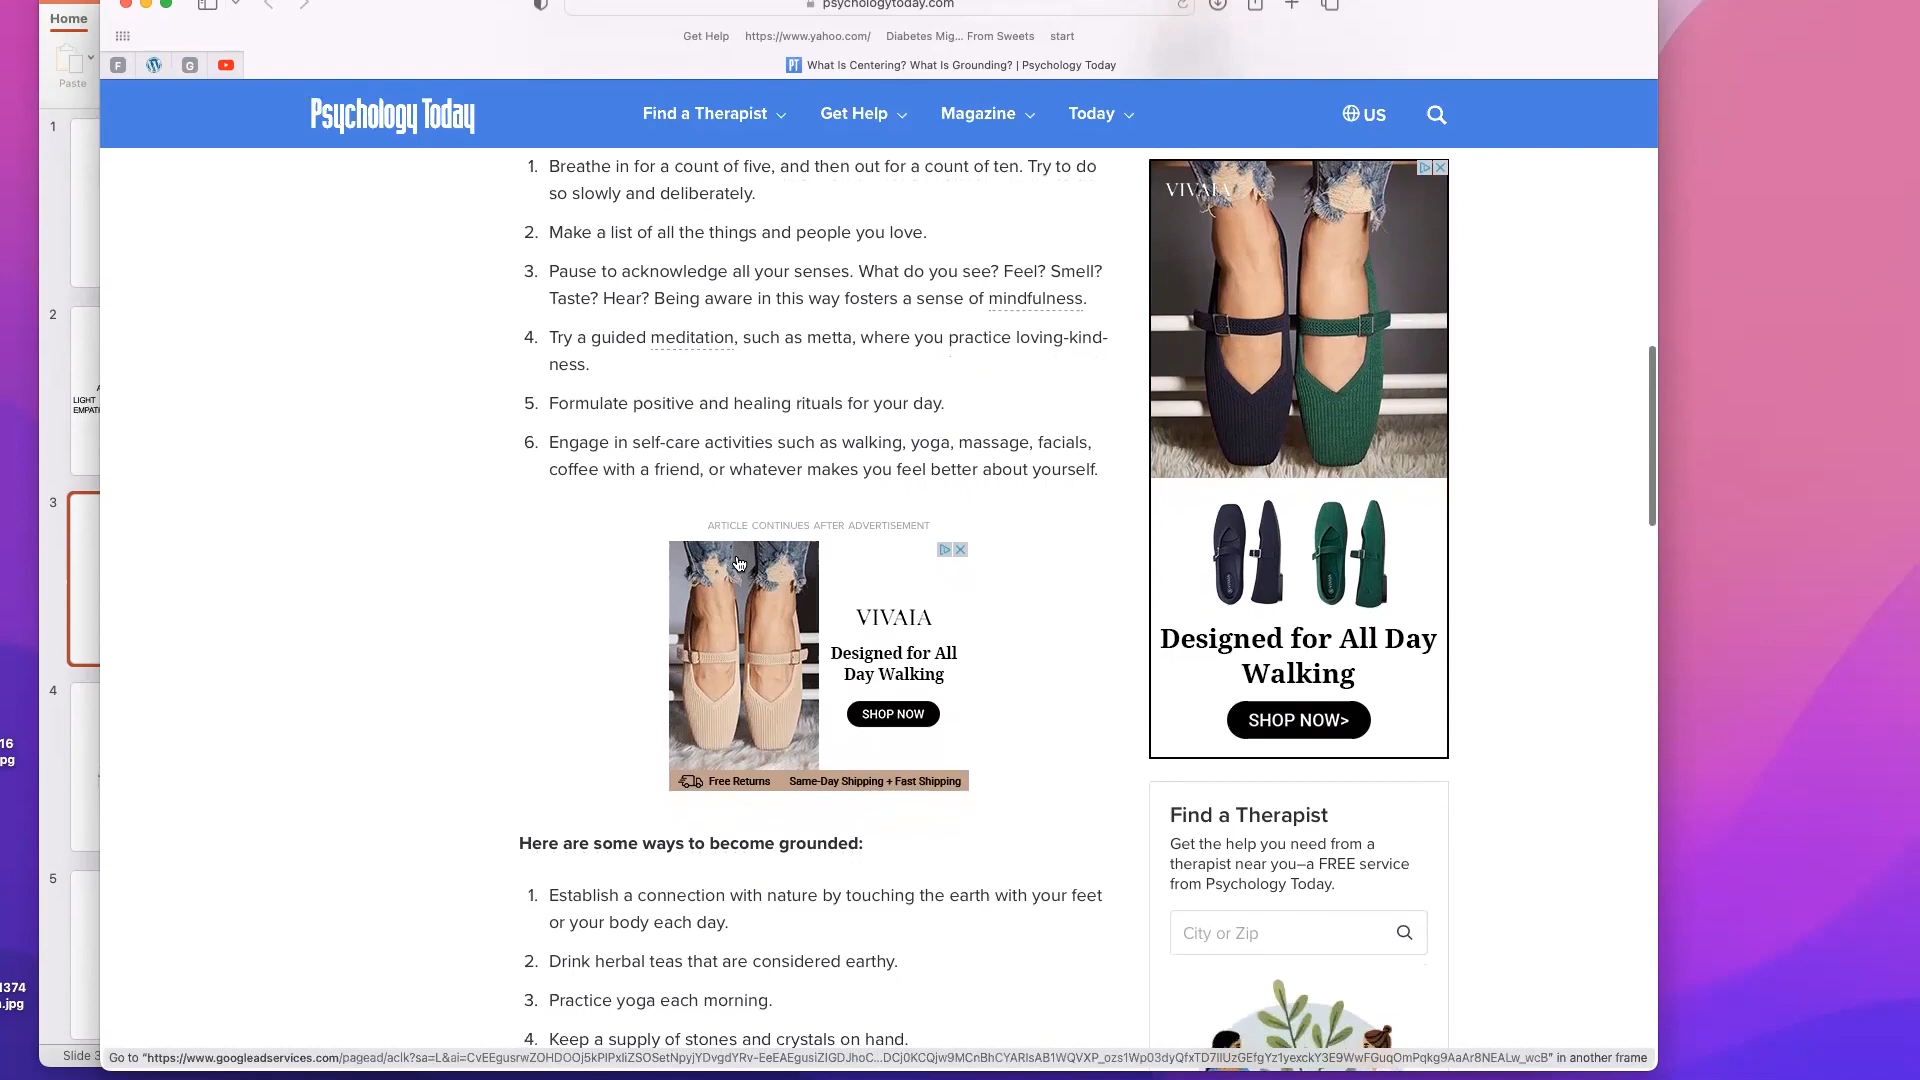 Home
Paste
psychologytoday.com
Get Help https://www.yahoo.com/ Diabetes Mig... From Sweets start
F G
PT What Is Centering? What Is Grounding? | Psychology Today
Psychology Today Find a Therapist Get Help Magazine Today US
1. Breathe in for a count of five, and then out for a count of ten. Try to do
so slowly and deliberately.
2. Make a list of all the things and people you love.
3. Pause to acknowledge all your senses. What do you see? Feel? Smell?
Taste? Hear? Being aware in this way fosters a sense of mindfulness.
4. Try a guided meditation, such as metta, where you practice loving-kind-
ness.
5. Formulate positive and healing rituals for your day.
6. Engage in self-care activities such as walking, yoga, massage, facials,
coffee with a friend, or whatever makes you feel better about yourself.
ARTICLE CONTINUES AFTER ADVERTISEMENT
VIVAIA
Designed for All
Day Walking
SHOP NOW
Free Returns Same-Day Shipping + Fast Shipping
Here are some ways to become grounded:
1. Establish a connection with nature by touching the earth with your feet
or your body each day.
2. Drink herbal teas that are considered earthy.
3. Practice yoga each morning.
4. Keep a supply of stones and crystals on hand.
VIVAIA
Designed for All Day
Walking
SHOP NOW>
Find a Therapist
Get the help you need from a
therapist near you–a FREE service
from Psychology Today.
City or Zip
1
2
A
LIGHT
EMPATI
3
4
5
16
pg
1374
.jpg
Slide 3